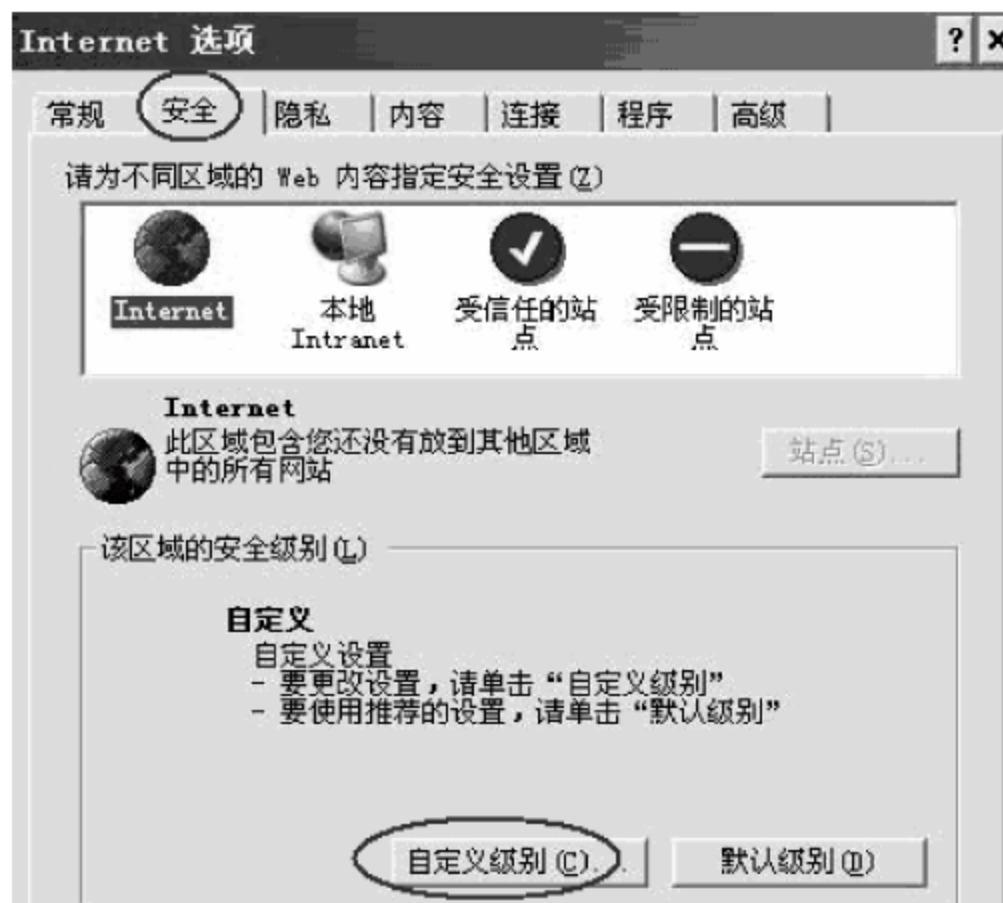 Internet 选项
? ×
常规 安全 隐私 内容 连接 程序 高级
请为不同区域的 Web 内容指定安全设置(Z)
Internet 本地 受信任的站 受限制的站
Intranet 点 点
Internet
此区域包含您还没有放到其他区域
中的所有网站
站点(S)...
该区域的安全级别(L)
自定义
自定义设置
- 要更改设置，请单击“自定义级别”
- 要使用推荐的设置，请单击“默认级别”
自定义级别(C)... 默认级别(D)